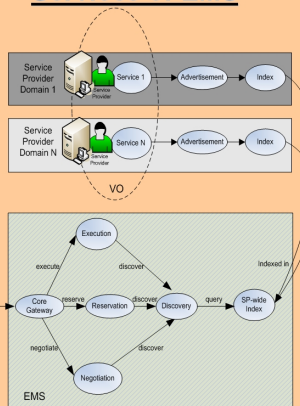 Service
Provider
Domain 1
Service
Provider
Service 1
Advertisement
Index
Service
Provider
Domain N
Service
Provider
Service N
Advertisement
Index
VO
Execution
execute
discover
Indexed in
Core
Gateway
reserve
Reservation
discover
Discovery
query
SP-wide
Index
negotiate
discover
Negotiation
EMS